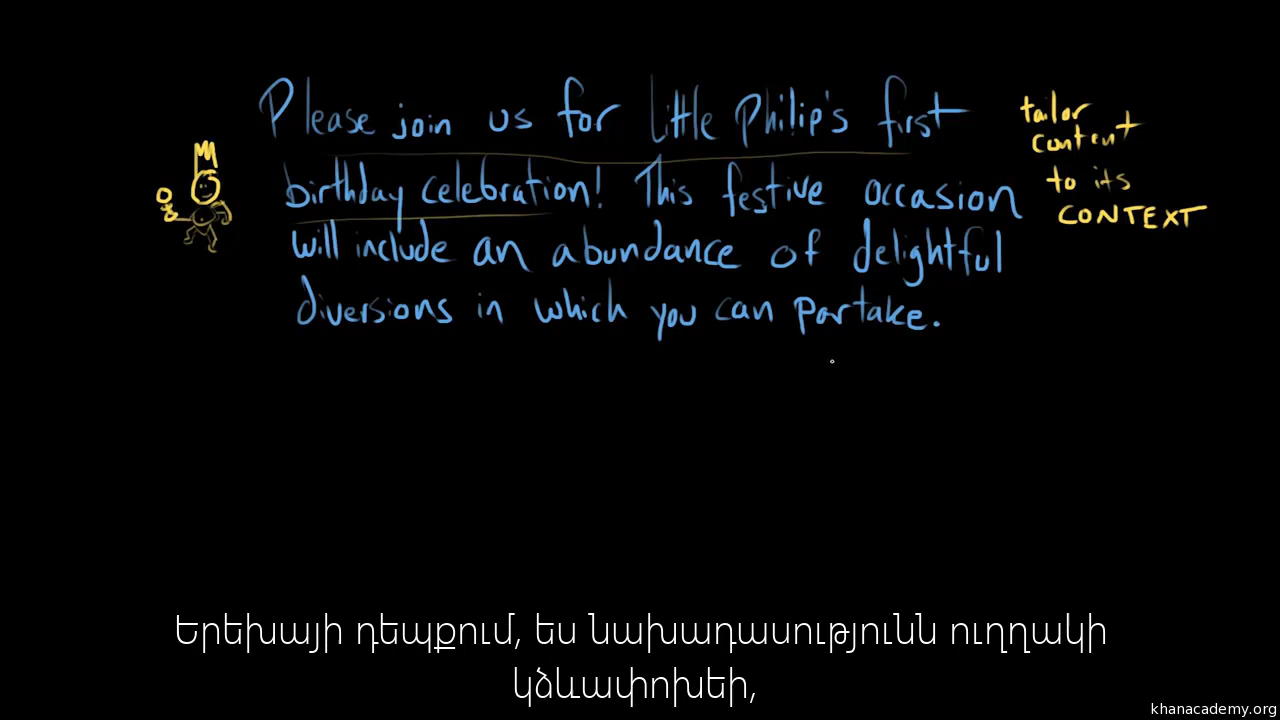 Please join us for little Philip's first
birthday celebration! This festive occasion
will include an abundance of delightful
diversions in which you can partake.
tailor
content
to its
CONTEXT
Երեխայի դեպքում, ես նախադասությունն ուղղակի
կձևափոխեի,
khanacademy.org